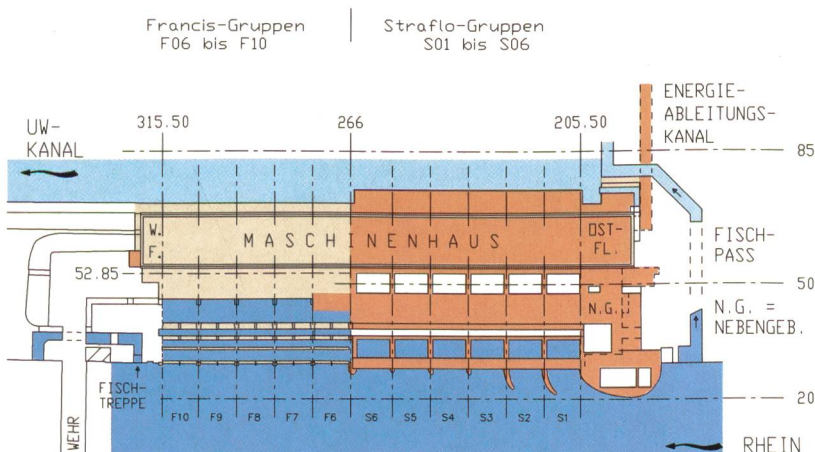 Francis-Gruppen
F06 bis F10
Straflo-Gruppen
S01 bis S06
ENERGIE-
ABLEITUNGS-
KANAL
UW-
KANAL
315.50
266
205.50
85
W.
F.
MASCHINENHAUS
OST-
FL.
FISCH-
PASS
52.85
50
N.G.
N.G. =
NEBENGEB.
FISCH-
TREPPE
WEHR
20
F10 F9 F8 F7 F6 S6 S5 S4 S3 S2 S1
RHEIN